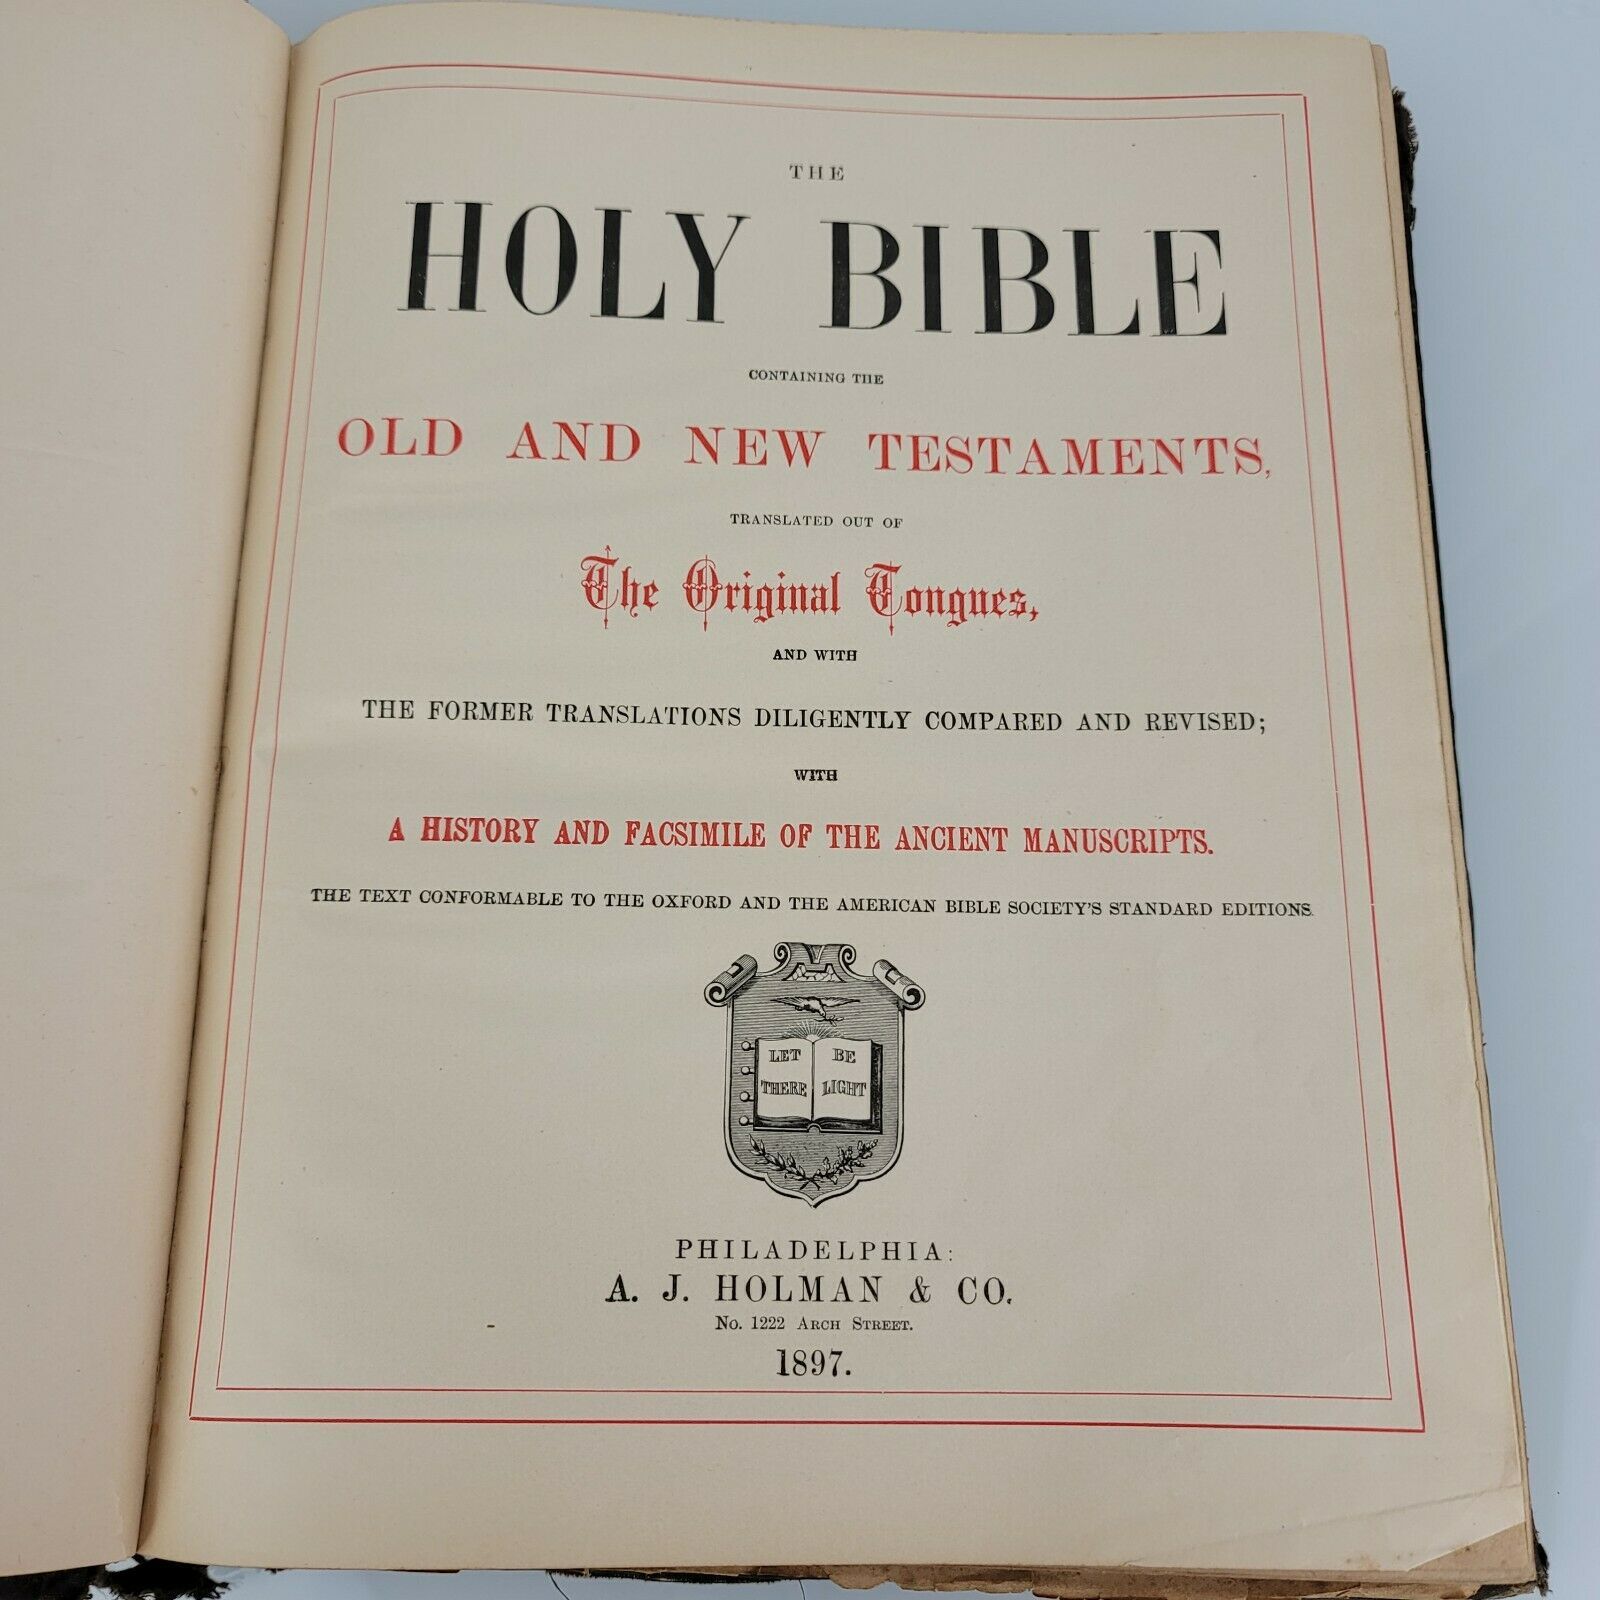 THE
HOLY BIBLE
CONTAINING THE
OLD AND NEW TESTAMENTS,
TRANSLATED OUT OF
The Original Tongues,
AND WITH
THE FORMER TRANSLATIONS DILIGENTLY COMPARED AND REVISED;
WITH
A HISTORY AND FACSIMILE OF THE ANCIENT MANUSCRIPTS.
THE TEXT CONFORMABLE TO THE OXFORD AND THE AMERICAN BIBLE SOCIETY'S STANDARD EDITIONS.
LET THERE
BE LIGHT
PHILADELPHIA:
A. J. HOLMAN & CO.
No. 1222 ARCH STREET.
1897.